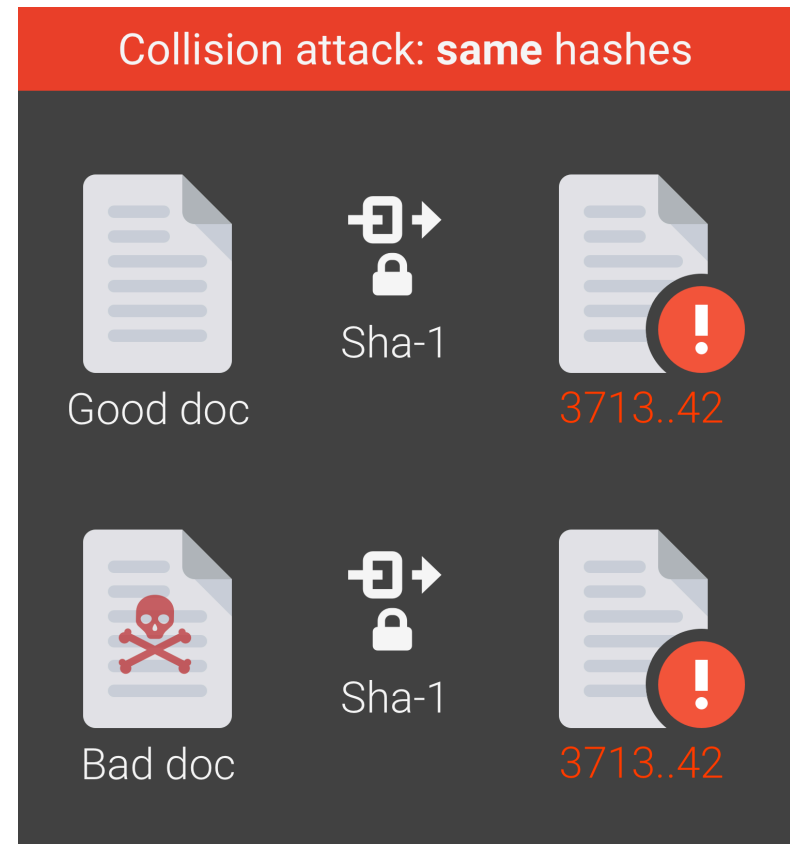 Collision attack: same hashes
Sha-1
Good doc
3713..42
Sha-1
Bad doc
3713..42